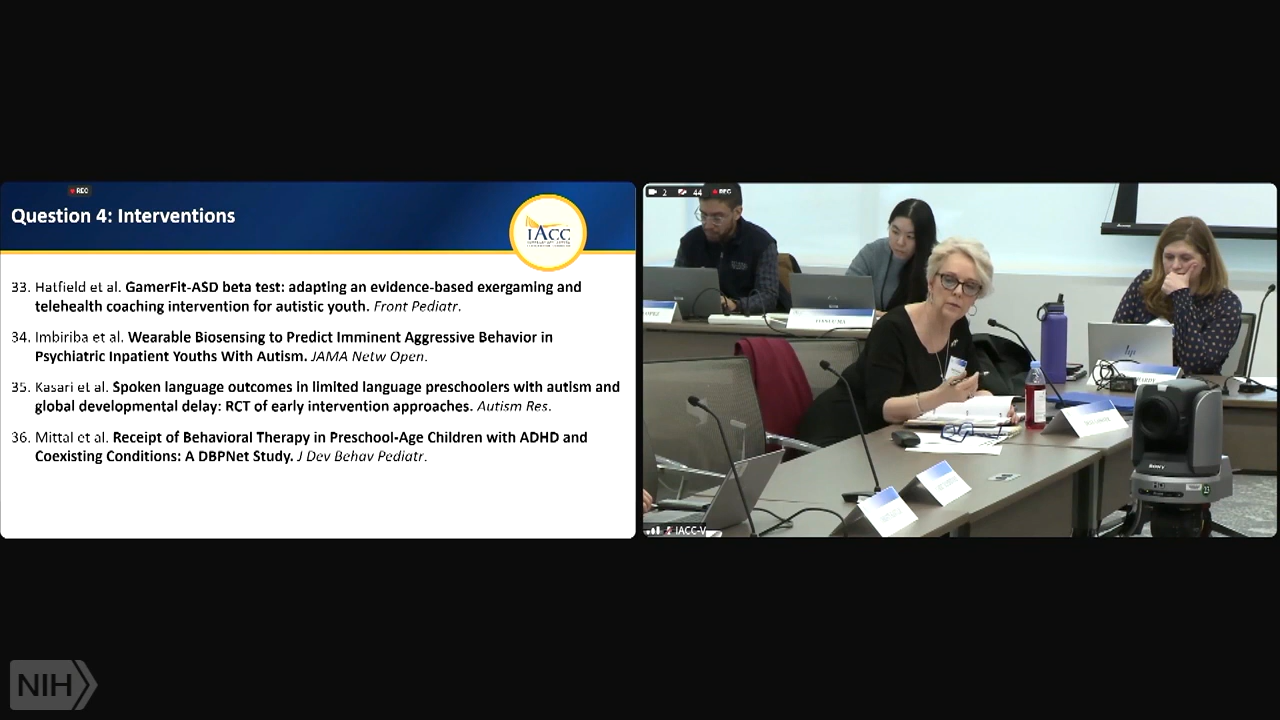 REC
Question 4: Interventions
IACC
33. Hatfield et al. GamerFit-ASD beta test: adapting an evidence-based exergaming and
telehealth coaching intervention for autistic youth. Front Pediatr.
34. Imbiriba et al. Wearable Biosensing to Predict Imminent Aggressive Behavior in
Psychiatric Inpatient Youths With Autism. JAMA Netw Open.
35. Kasari et al. Spoken language outcomes in limited language preschoolers with autism and
global developmental delay: RCT of early intervention approaches. Autism Res.
36. Mittal et al. Receipt of Behavioral Therapy in Preschool-Age Children with ADHD and
Coexisting Conditions: A DBPNet Study. J Dev Behav Pediatr.
2 44 REC
hp
SONY
IACC-V
NIH